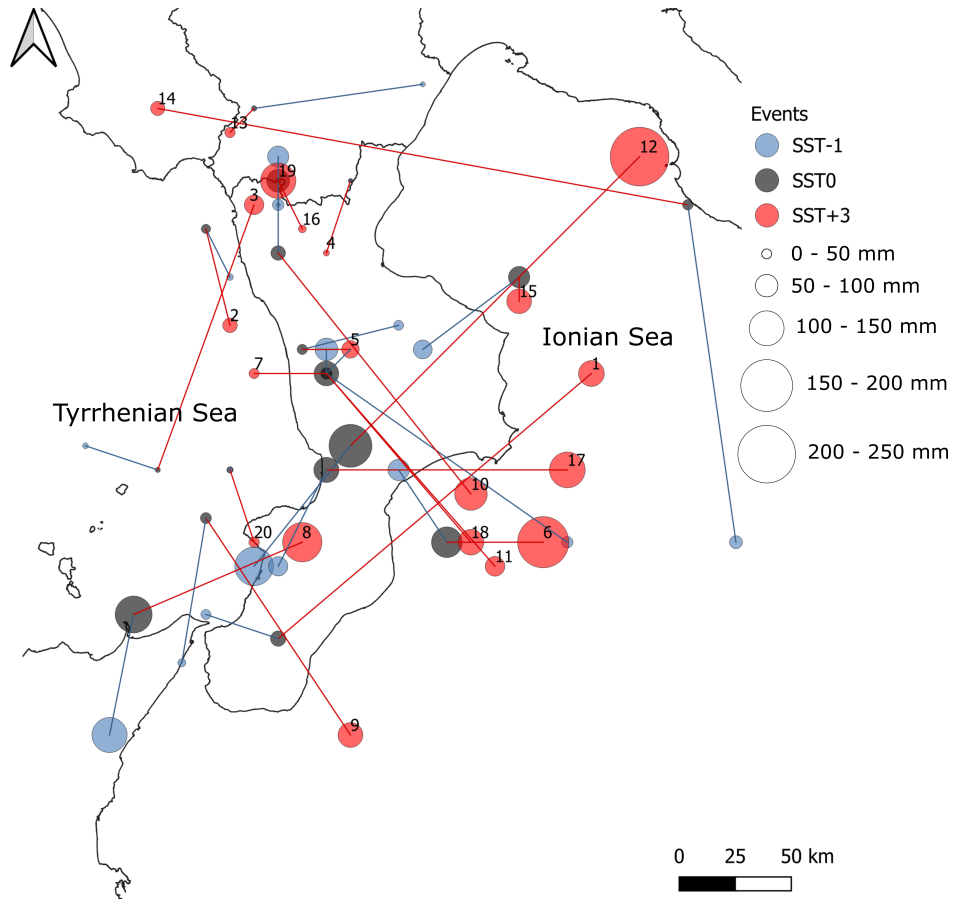 14
13
12
19
3
16
4
2
15
5
7
1
Ionian Sea
Tyrrhenian Sea
17
10
20
8
18
6
11
9
Events
SST-1
SST0
SST+3
0 - 50 mm
50 - 100 mm
100 - 150 mm
150 - 200 mm
200 - 250 mm
0 25 50 km